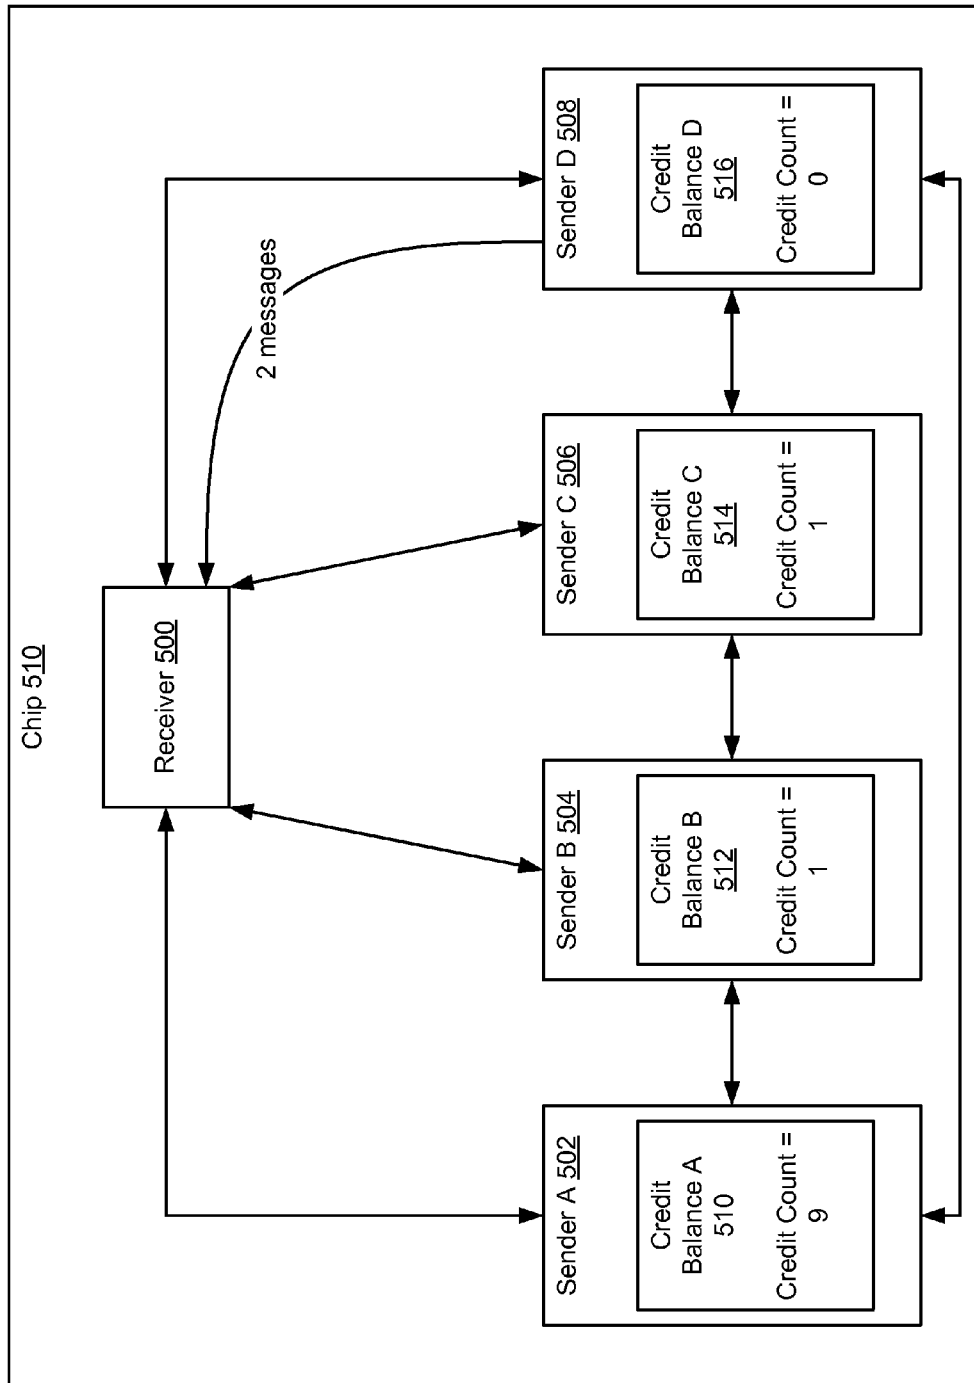 Chip 510
Receiver 500
2 messages
Sender A 502
Credit
Balance A
510
Credit Count =
9
Sender B 504
Credit
Balance B
512
Credit Count =
1
Sender C 506
Credit
Balance C
514
Credit Count =
1
Sender D 508
Credit
Balance D
516
Credit Count =
0